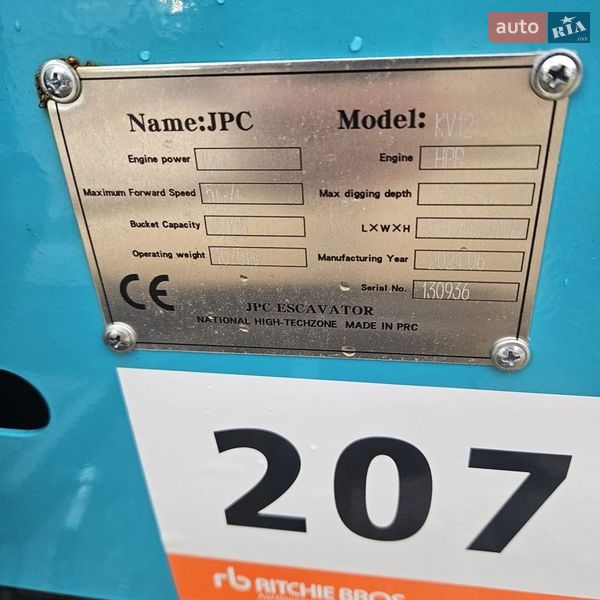 auto RIA .com
Name:JPC Model: KV12
Engine power Engine HPR
Maximum Forward Speed Max digging depth
Bucket Capacity L×W×H
Operating weight Manufacturing Year 2024.06
Serial No. 130936
CE
JPC ESCAVATOR
NATIONAL HIGH-TECHZONE MADE IN PRC
207
rb RITCHIE BROS